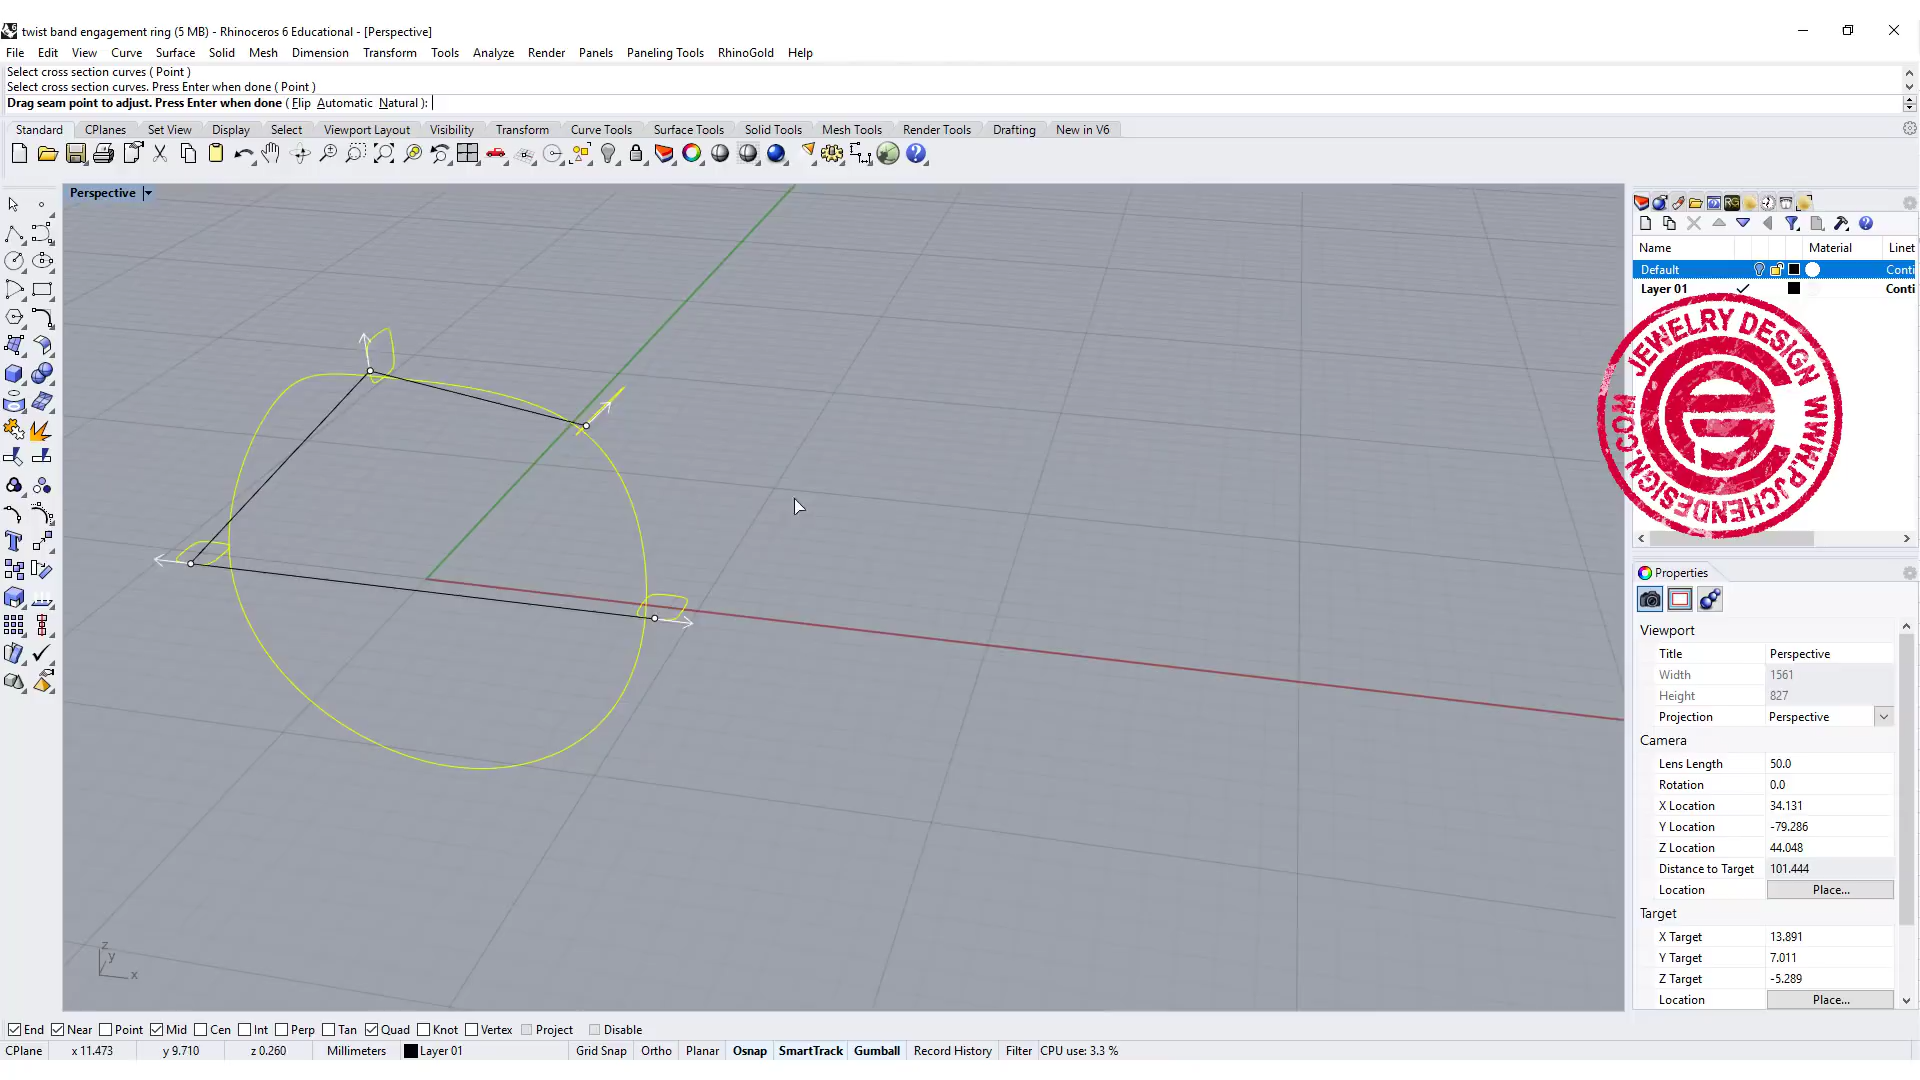 twist band engagement ring (5 MB) - Rhinoceros 6 Educational - [Perspective]
File Edit View Curve Surface Solid Mesh Dimension Transform Tools Analyze Render Panels Paneling Tools RhinoGold Help
Select cross section curves ( Point )
Select cross section curves. Press Enter when done ( Point )
Drag seam point to adjust. Press Enter when done ( Flip Automatic Natural ):
Standard CPlanes Set View Display Select Viewport Layout Visibility Transform Curve Tools Surface Tools Solid Tools Mesh Tools Render Tools Drafting New in V6
Perspective
RG
Name Material Linet
Default Conti
Layer 01 Conti
JEWELRY DESIGN WWW.PJCHENDESIGN.COM
Properties
Viewport
Title Perspective
Width 1561
Height 827
Projection Perspective
Camera
Lens Length 50.0
Rotation 0.0
X Location 34.131
Y Location -79.286
Z Location 44.048
Distance to Target 101.444
Location Place...
Target
X Target 13.891
Y Target 7.011
Z Target -5.289
Location Place...
z
y
x
End Near Point Mid Cen Int Perp Tan Quad Knot Vertex Project Disable
CPlane x 11.473 y 9.710 z 0.260 Millimeters Layer 01 Grid Snap Ortho Planar Osnap SmartTrack Gumball Record History Filter CPU use: 3.3 %